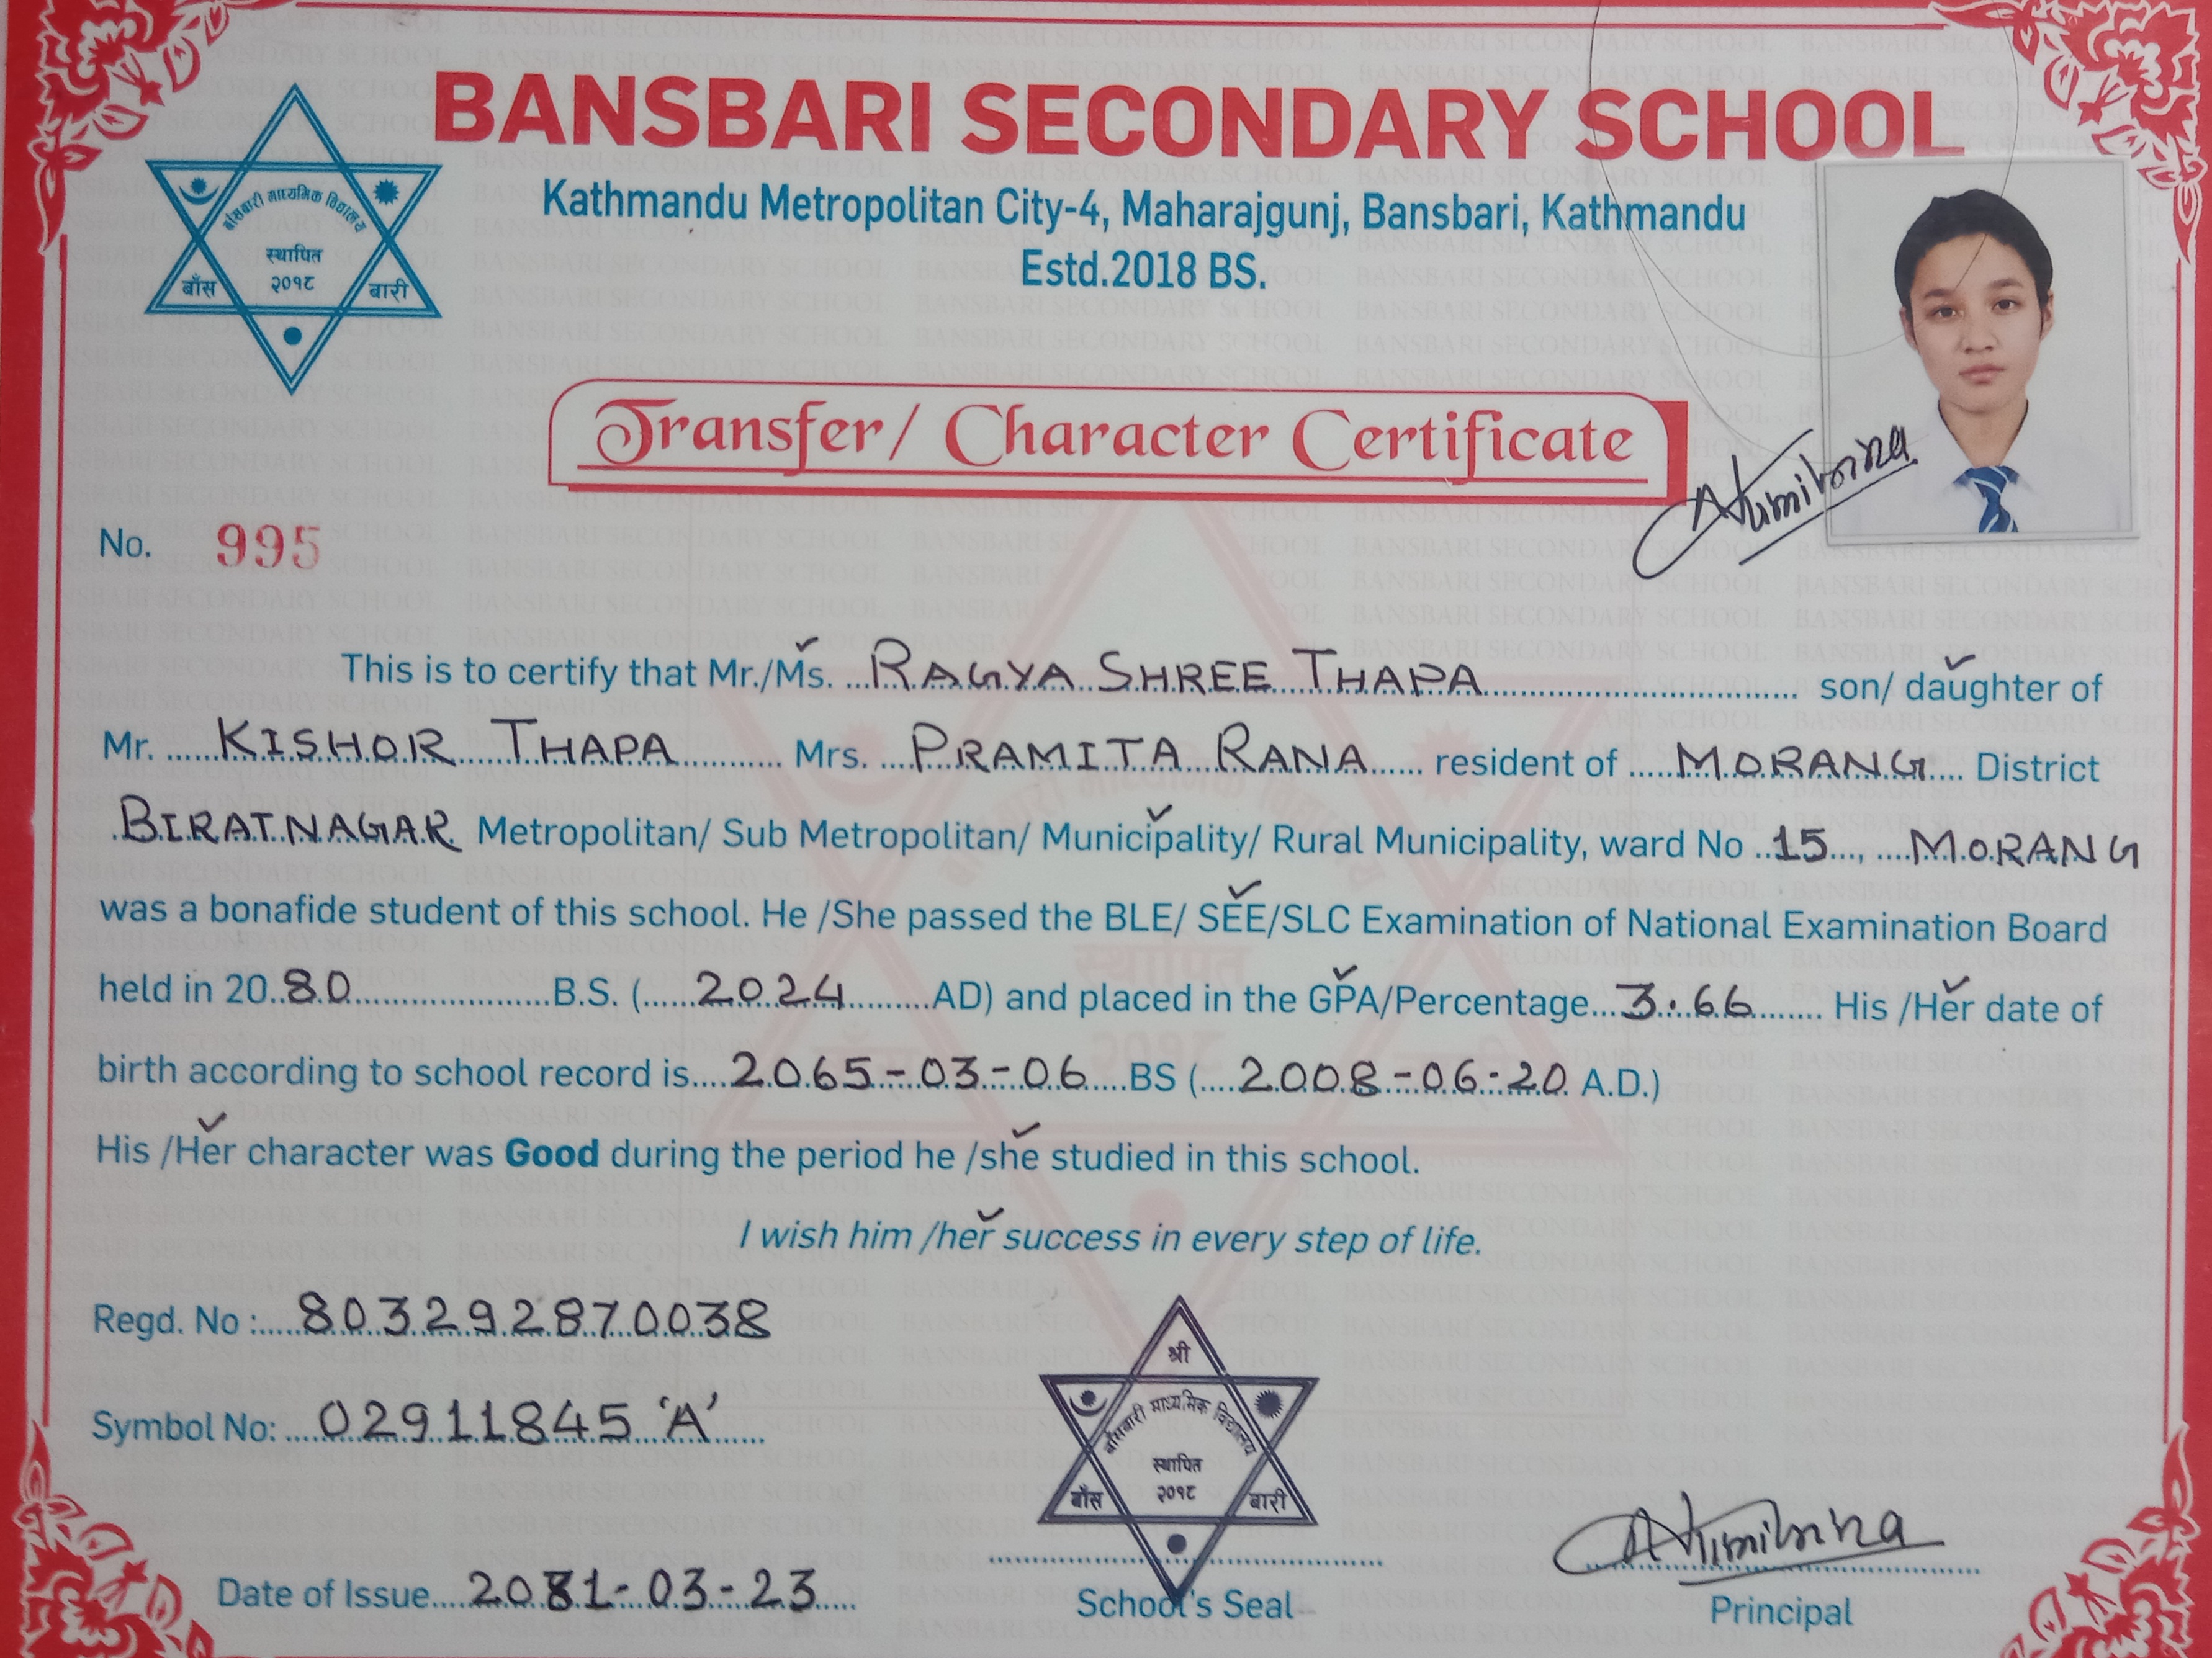 BANSBARI SECONDARY SCHOOL
Kathmandu Metropolitan City-4, Maharajgunj, Bansbari, Kathmandu
Estd.2018 BS.
बाँसबारी माध्यमिक विद्यालय
स्थापित
२०१८
बाँस
बारी
Transfer/ Character Certificate
No. 995
This is to certify that Mr./Ms. RAGYA SHREE THAPA son/ daughter of
Mr. KISHOR THAPA Mrs. PRAMITA RANA resident of MORANG District
BIRATNAGAR Metropolitan/ Sub Metropolitan/ Municipality/ Rural Municipality, ward No 15, MORANG
was a bonafide student of this school. He /She passed the BLE/ SEE/SLC Examination of National Examination Board
held in 2080 B.S. (2024 AD) and placed in the GPA/Percentage 3.66 His /Her date of
birth according to school record is 2065-03-06 BS (2008-06-20 A.D.)
His /Her character was Good during the period he /she studied in this school.
I wish him /her success in every step of life.
Regd. No : 803292870038
Symbol No: 02911845 'A'
श्री
बाँसबारी माध्यमिक विद्यालय
स्थापित
२०१८
बाँस
बारी
Date of Issue 2081-03-23
School's Seal
Principal